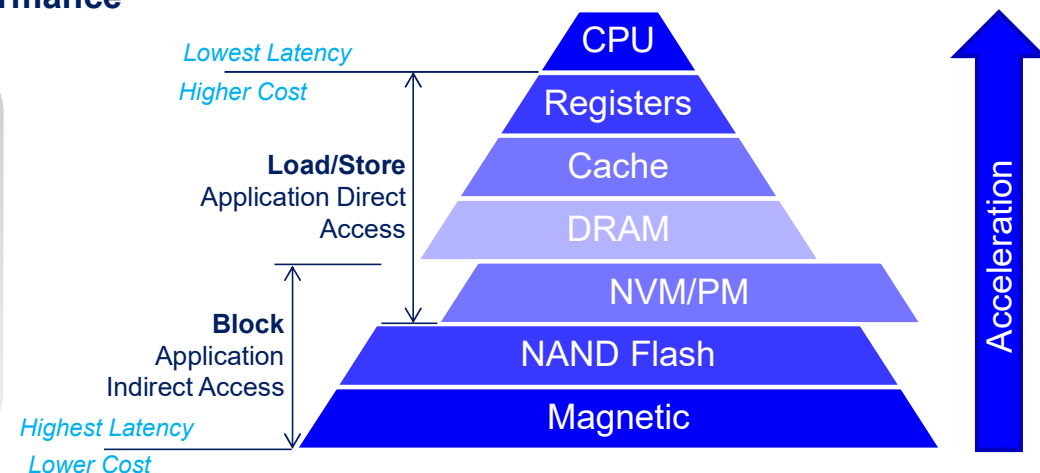 Lowest Latency
Higher Cost
CPU
Registers
Load/Store
Application Direct
Access
Cache
DRAM
NVM/PM
Block
Application
Indirect Access
NAND Flash
Magnetic
Highest Latency
Lower Cost
Acceleration